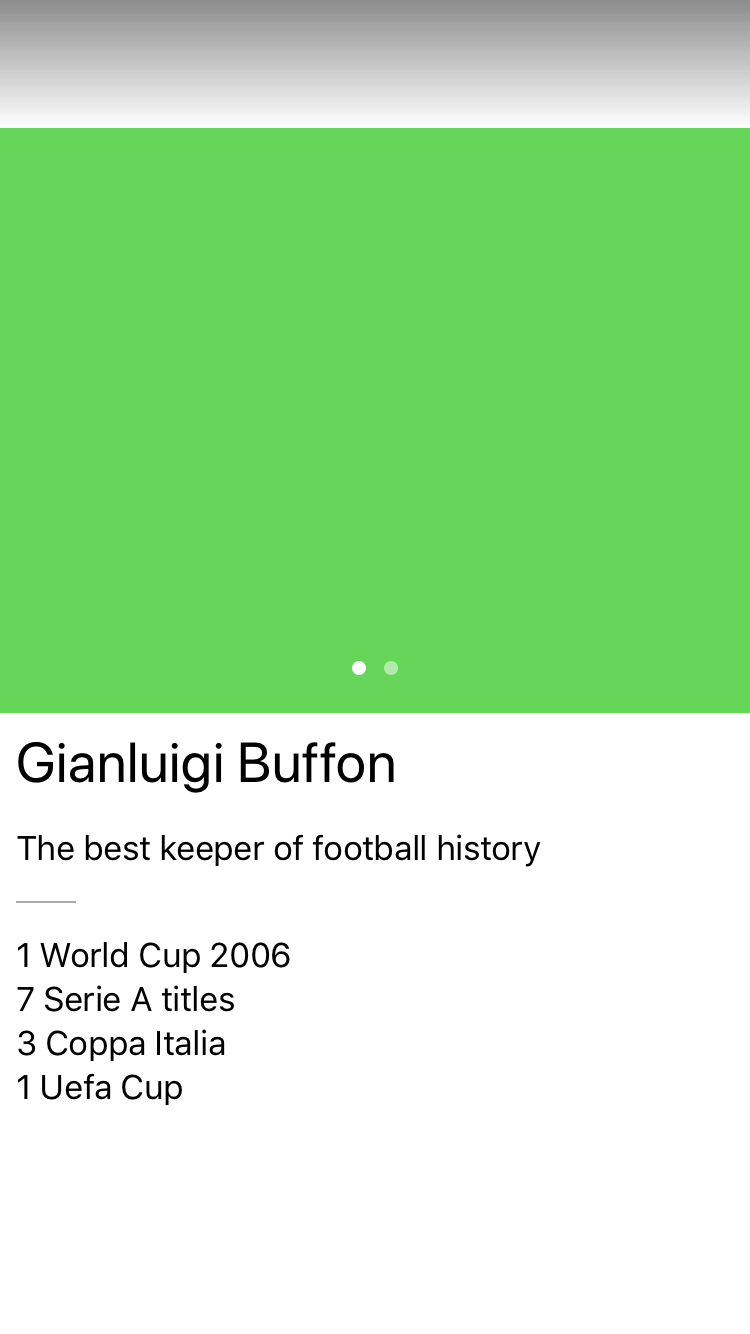 Gianluigi Buffon
The best keeper of football history
1 World Cup 2006
7 Serie A titles
3 Coppa Italia
1 Uefa Cup